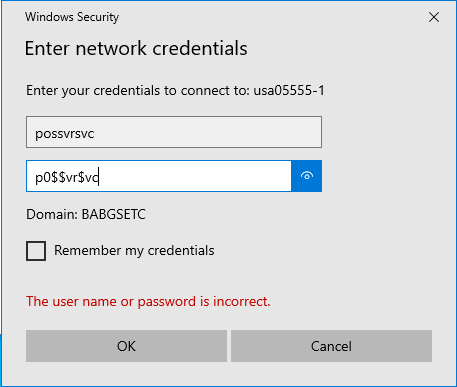 Windows Security
Enter network credentials
Enter your credentials to connect to: usa05555-1
possvrsvc
p0$$vr$vc
Domain: BABGSETC
Remember my credentials
The user name or password is incorrect.
OK
Cancel